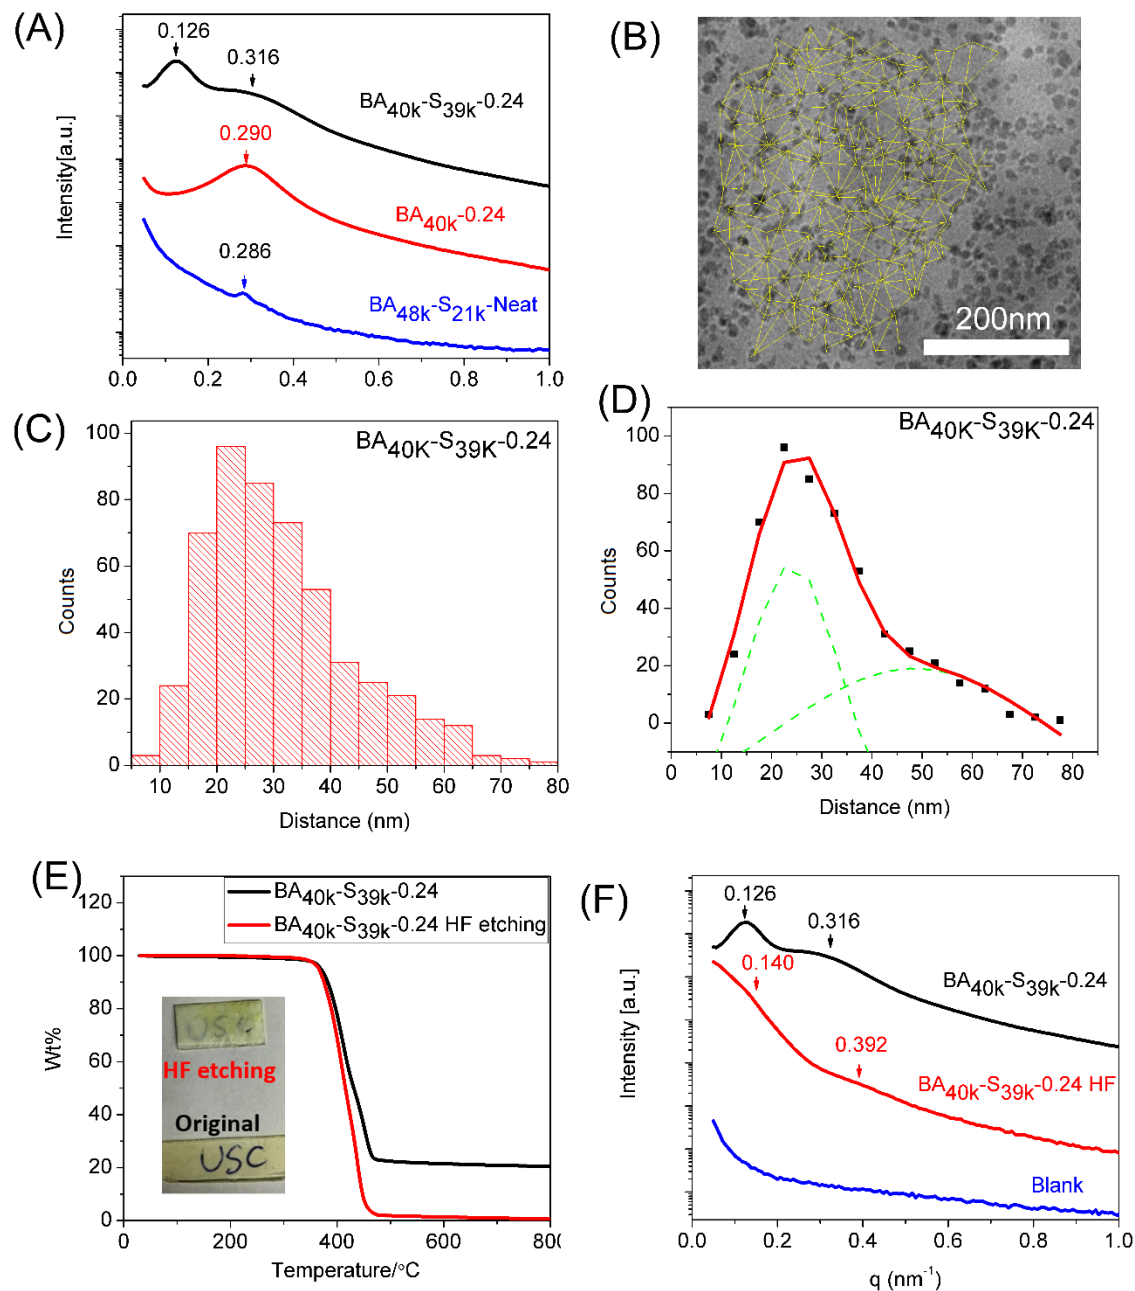 (A)
0.126
0.316
BA40k-S39k-0.24
0.290
BA40k-0.24
0.286
BA48k-S21k-Neat
Intensity[a.u.]
0.0 0.2 0.4 0.6 0.8 1.0
(B)
200nm
(C)
BA40K-S39K-0.24
100
80
60
40
20
0
Counts
10 20 30 40 50 60 70 80
Distance (nm)
(D)
BA40K-S39K-0.24
100
80
60
40
20
0
Counts
0 10 20 30 40 50 60 70 80
Distance (nm)
(E)
BA40k-S39k-0.24
BA40k-S39k-0.24 HF etching
120
100
80
60
40
20
0
Wt%
USC
HF etching
Original
USC
0 200 400 600 800
Temperature/°C
(F)
0.126
0.316
BA40k-S39k-0.24
0.140
0.392
BA40k-S39k-0.24 HF
Blank
Intensity [a.u.]
0.0 0.2 0.4 0.6 0.8 1.0
q (nm-1)